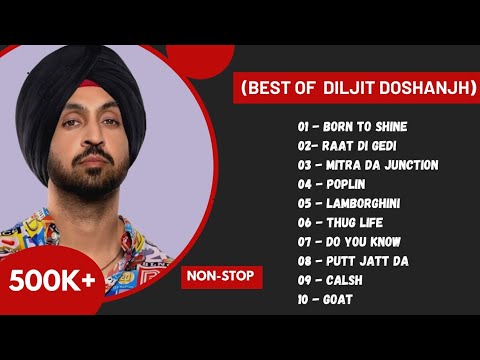 (BEST OF DILJIT DOSHANJH)
01 - BORN TO SHINE
02- RAAT DI GEDI
03 - MITRA DA JUNCTION
04 - POPLIN
05 - LAMBORGHINI
06 - THUG LIFE
07 - DO YOU KNOW
08 - PUTT JATT DA
09 - CALSH
10 - GOAT
NON-STOP
500K+